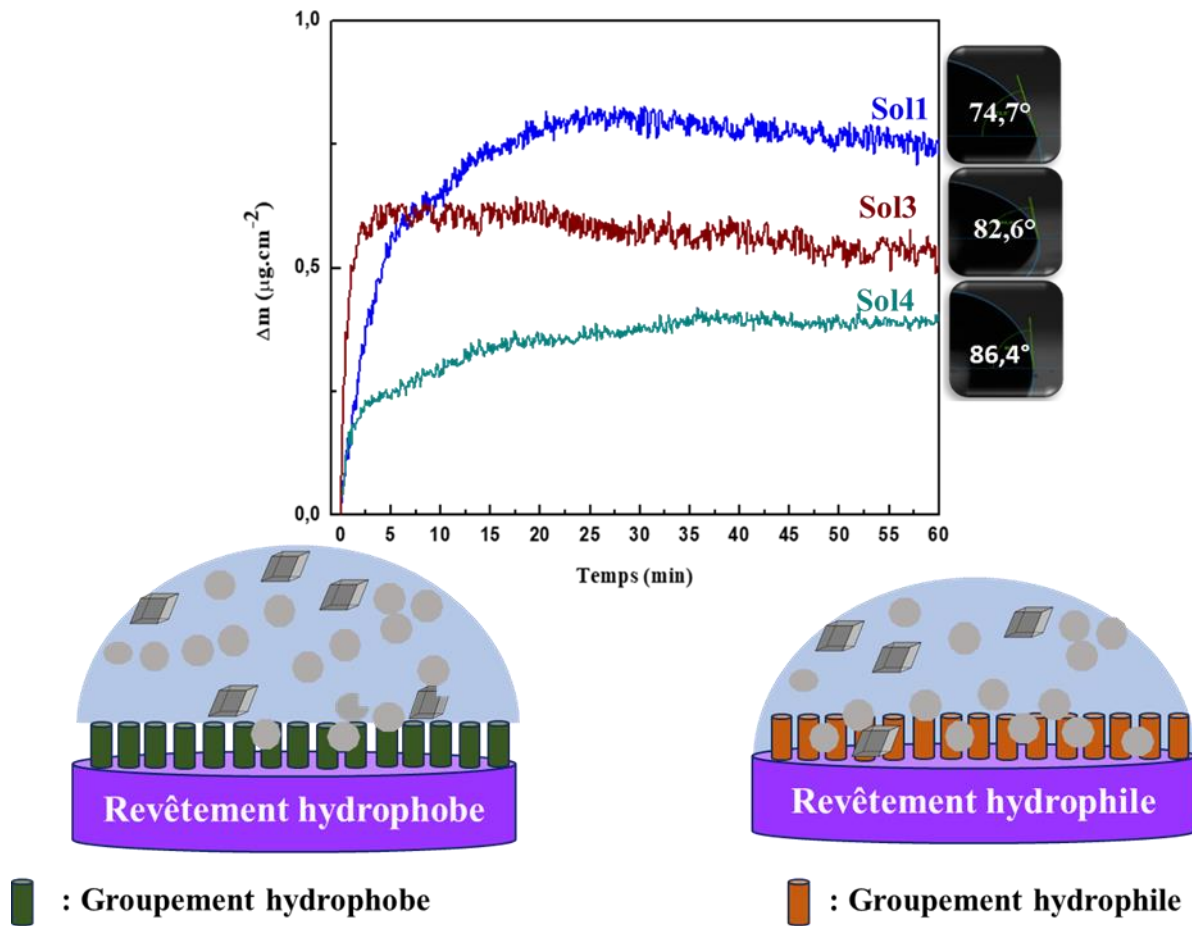 1,0
Sol1
74,7°
Sol3
82,6°
0,5
Δm (µg.cm⁻²)
Sol4
86,4°
0,0
0 5 10 15 20 25 30 35 40 45 50 55 60
Temps (min)
Revêtement hydrophobe
Revêtement hydrophile
: Groupement hydrophobe
: Groupement hydrophile